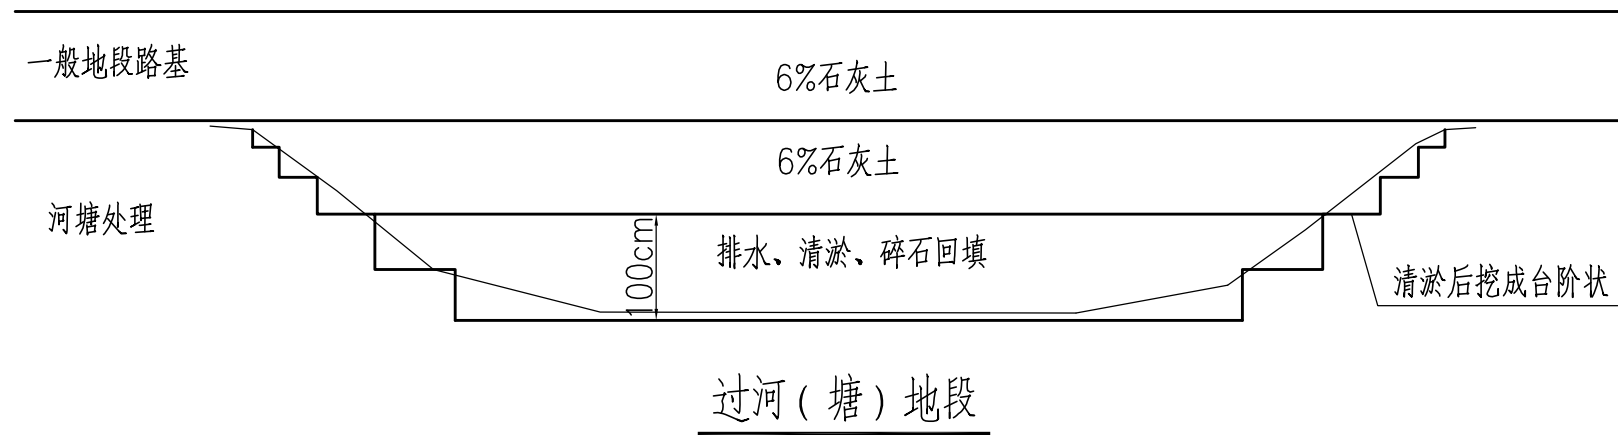 一般地段路基
6%石灰土
6%石灰土
河塘处理
100cm
排水、清淤、碎石回填
清淤后挖成台阶状
过河(塘)地段